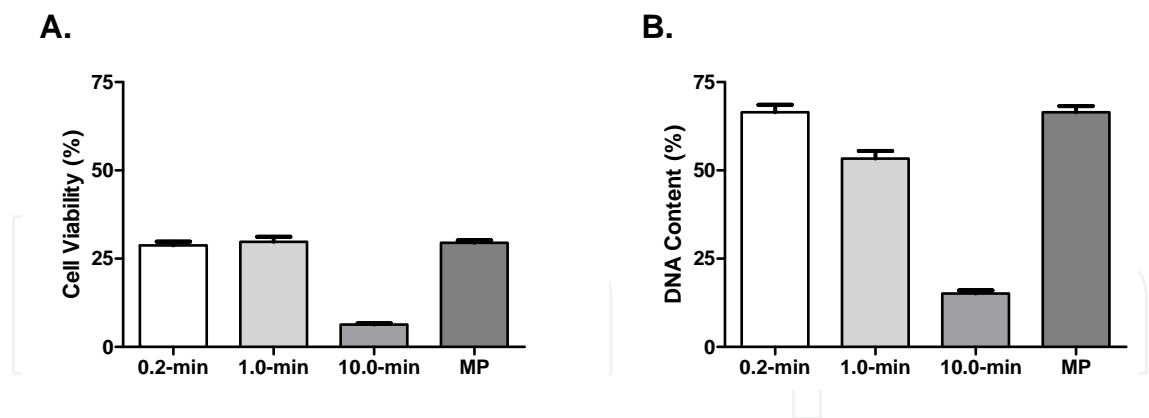 A.
Cell Viability (%)
75
50
25
0
0.2-min 1.0-min 10.0-min MP
B.
DNA Content (%)
75
50
25
0
0.2-min 1.0-min 10.0-min MP